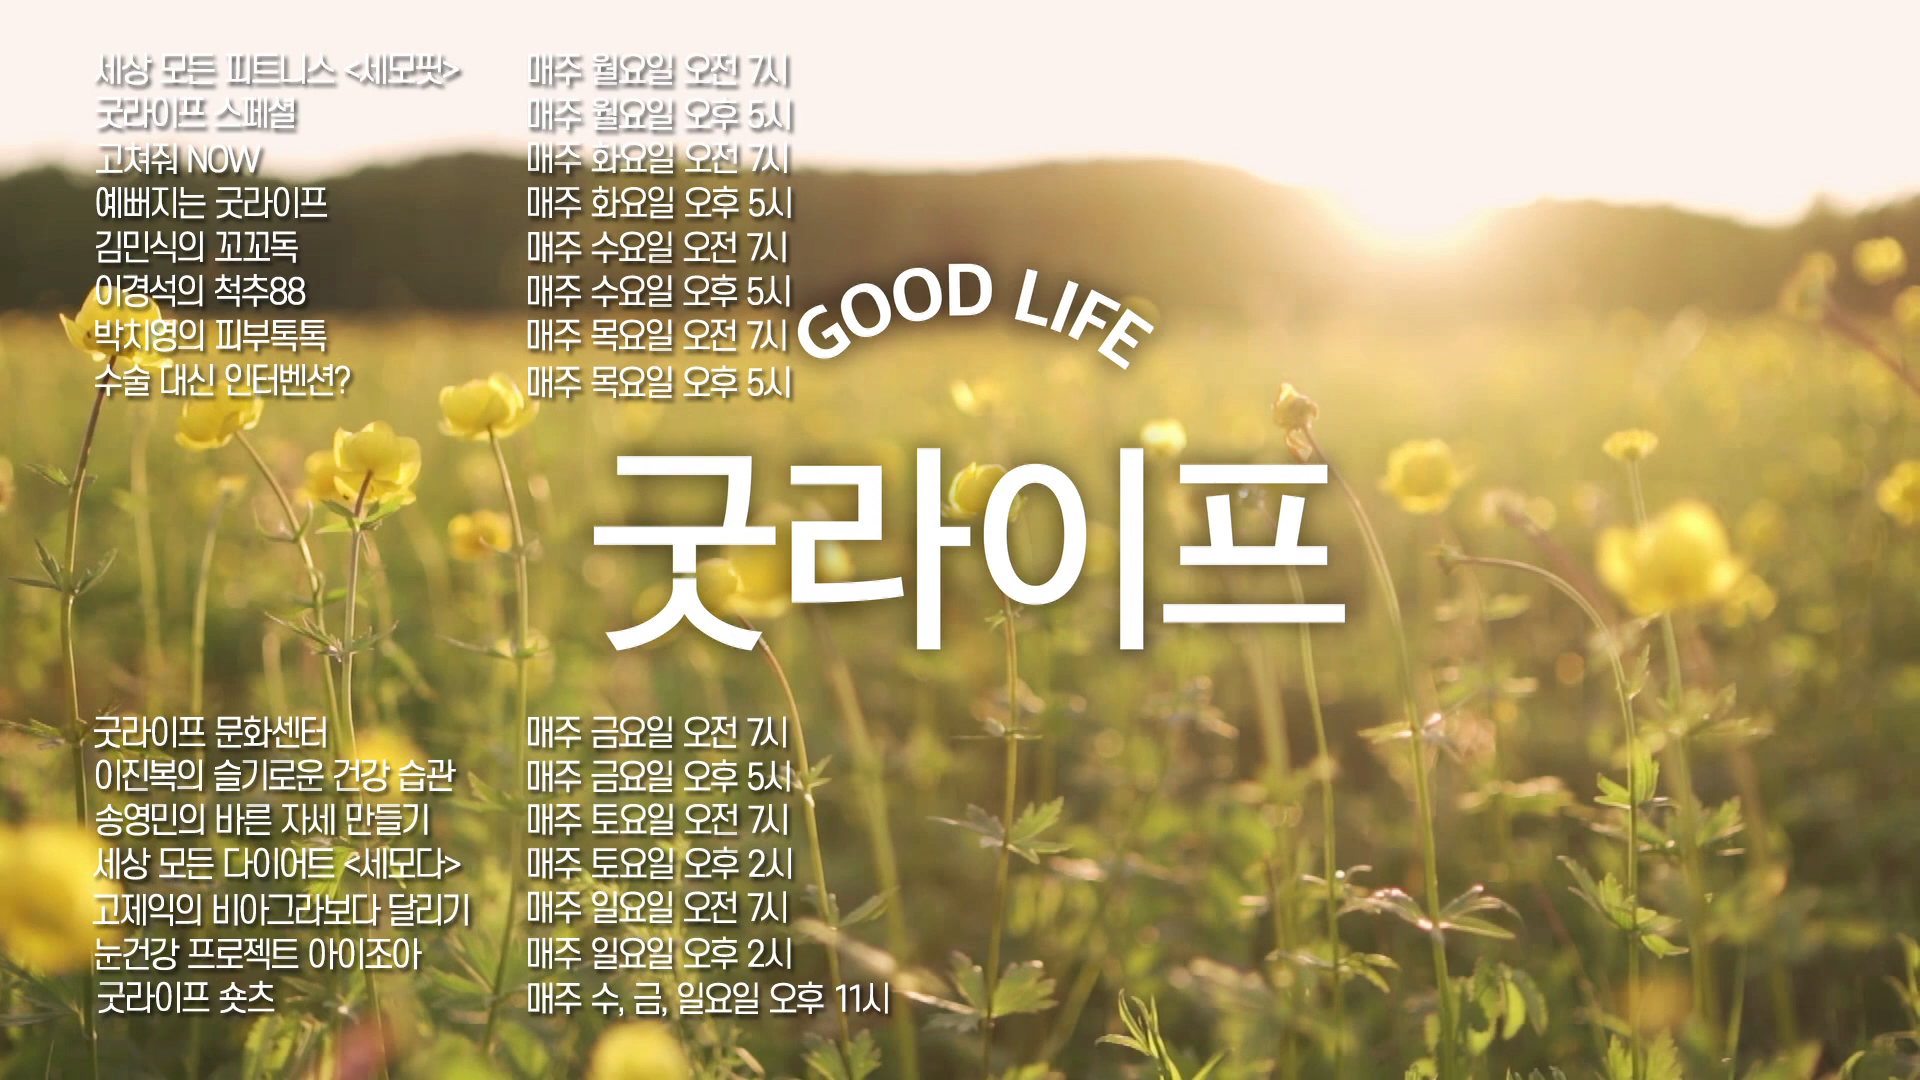 세상 모든 피트니스 <세모핏> 매주 월요일 오전 7시
굿라이프 스페셜 매주 월요일 오후 5시
고쳐줘 NOW 매주 화요일 오전 7시
예뻐지는 굿라이프 매주 화요일 오후 5시
김민식의 꼬꼬독 매주 수요일 오전 7시
이경석의 척추88 매주 수요일 오후 5시
박치영의 피부톡톡 매주 목요일 오전 7시
수술 대신 인터벤션? 매주 목요일 오후 5시
GOOD LIFE
굿라이프
굿라이프 문화센터 매주 금요일 오전 7시
이진복의 슬기로운 건강 습관 매주 금요일 오후 5시
송영민의 바른 자세 만들기 매주 토요일 오전 7시
세상 모든 다이어트 <세모다> 매주 토요일 오후 2시
고제익의 비아그라보다 달리기 매주 일요일 오전 7시
눈건강 프로젝트 아이조아 매주 일요일 오후 2시
굿라이프 숏츠 매주 수, 금, 일요일 오후 11시